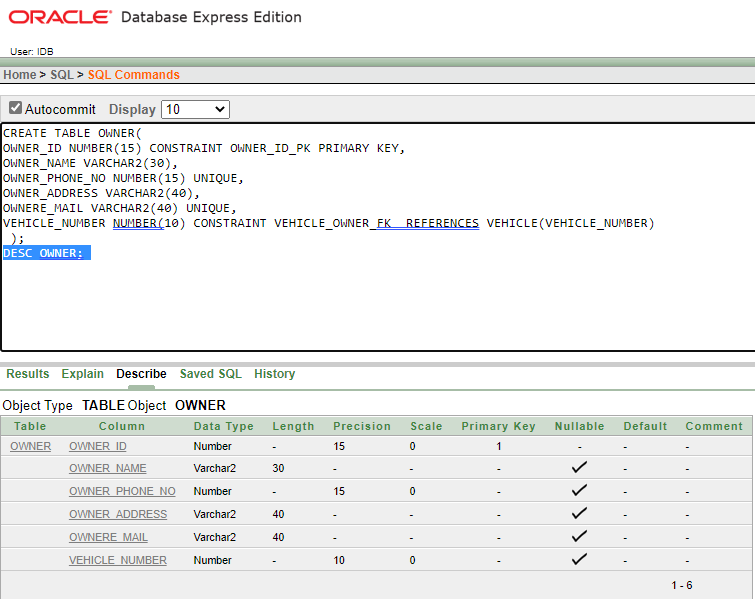 ORACLE® Database Express Edition
User: IDB
Home > SQL > SQL Commands
Autocommit Display 10
CREATE TABLE OWNER(
OWNER_ID NUMBER(15) CONSTRAINT OWNER_ID_PK PRIMARY KEY,
OWNER_NAME VARCHAR2(30),
OWNER_PHONE_NO NUMBER(15) UNIQUE,
OWNER_ADDRESS VARCHAR2(40),
OWNERE_MAIL VARCHAR2(40) UNIQUE,
VEHICLE_NUMBER NUMBER(10) CONSTRAINT VEHICLE_OWNER_FK  REFERENCES VEHICLE(VEHICLE_NUMBER)
);
DESC OWNER;
Results Explain Describe Saved SQL History
Object Type TABLE Object OWNER
Table Column Data Type Length Precision Scale Primary Key Nullable Default Comment
OWNER OWNER_ID Number - 15 0 1 - - -
OWNER_NAME Varchar2 30 - - - ✓ - -
OWNER_PHONE_NO Number - 15 0 - ✓ - -
OWNER_ADDRESS Varchar2 40 - - - ✓ - -
OWNERE_MAIL Varchar2 40 - - - ✓ - -
VEHICLE_NUMBER Number - 10 0 - ✓ - -
1 - 6